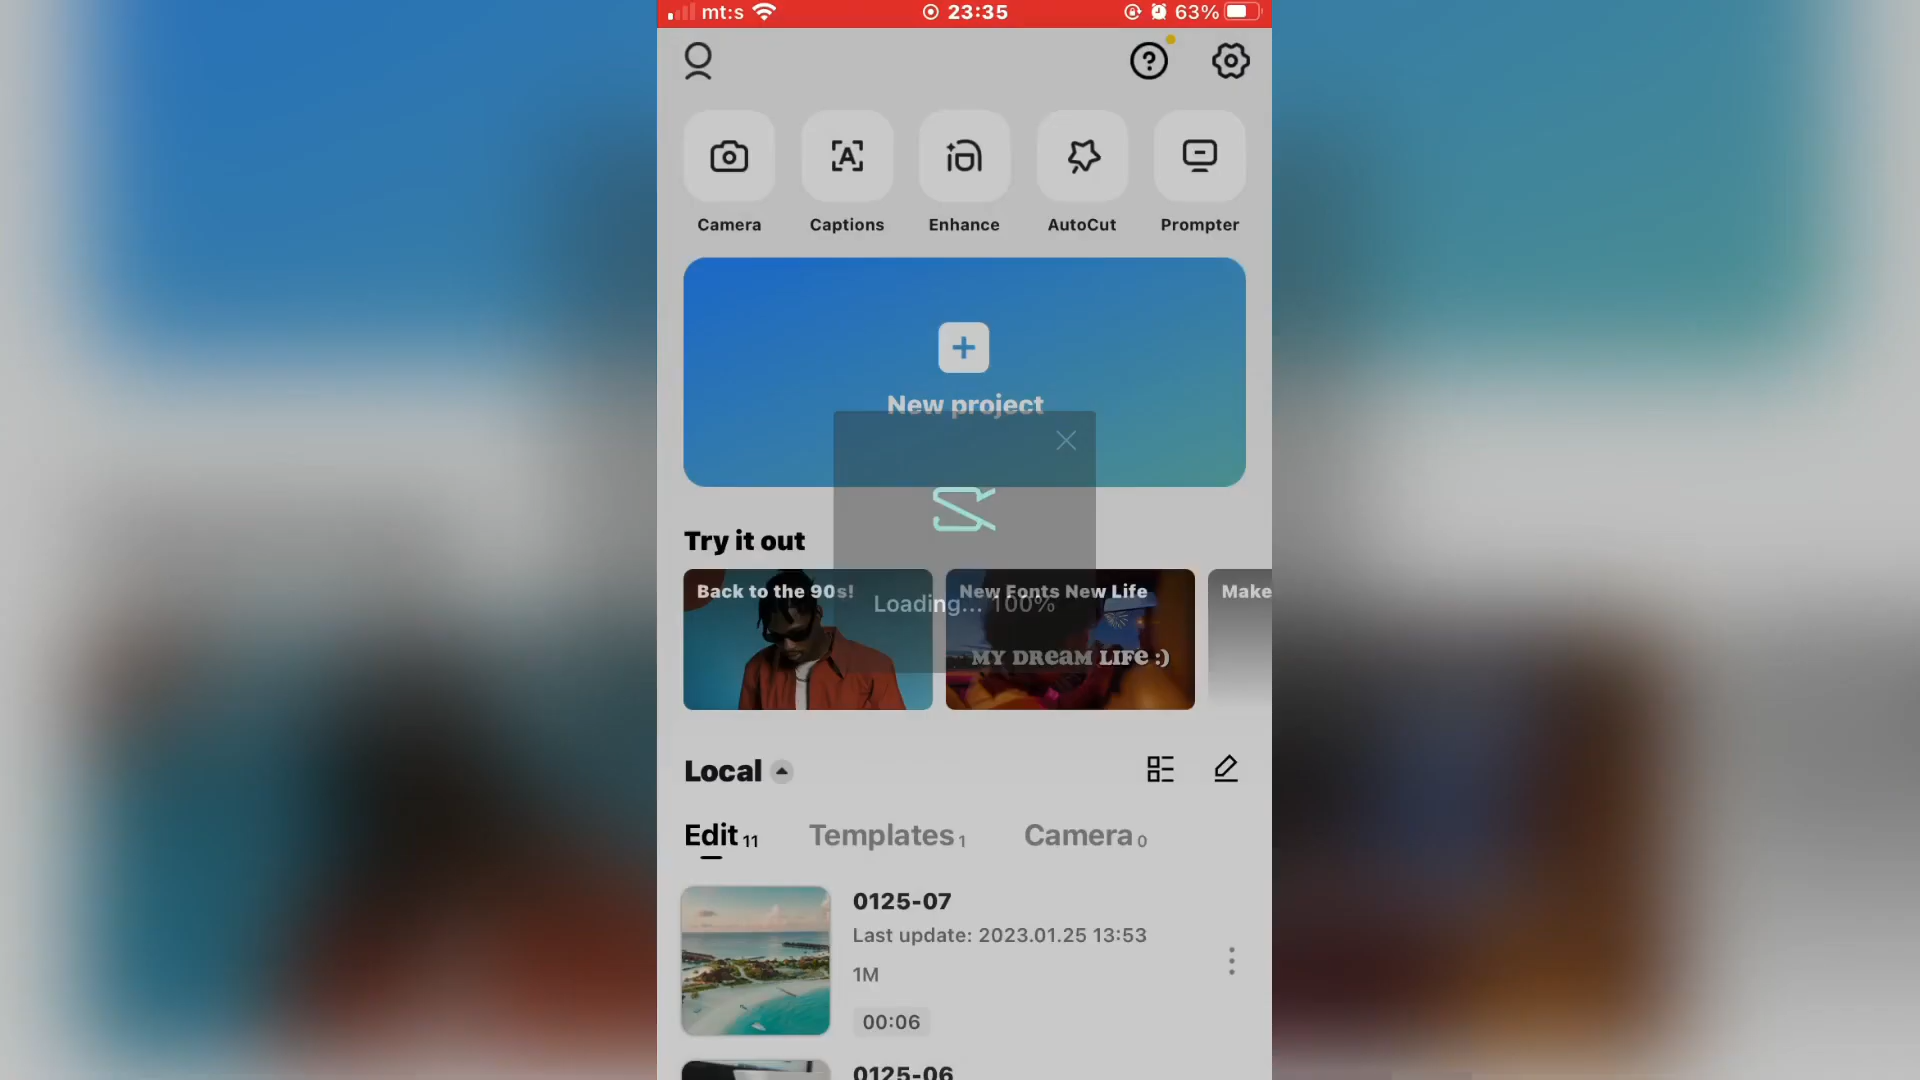 mt:s 23:35 63%
Camera Captions Enhance AutoCut Prompter
New project
Try it out
Back to the 90s! New Fonts New Life Make
Loading... 100%
MY DREAM LIFE :)
Local
Edit 11 Templates 1 Camera 0
0125-07
Last update: 2023.01.25 13:53
1M
00:06
0125-06